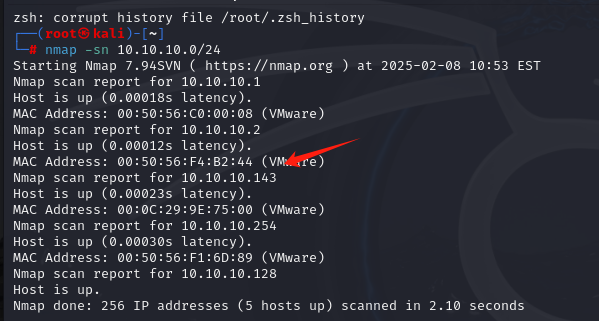 zsh: corrupt history file /root/.zsh_history
┌──(root㉿kali)-[~]
└─# nmap -sn 10.10.10.0/24
Starting Nmap 7.94SVN ( https://nmap.org ) at 2025-02-08 10:53 EST
Nmap scan report for 10.10.10.1
Host is up (0.00018s latency).
MAC Address: 00:50:56:C0:00:08 (VMware)
Nmap scan report for 10.10.10.2
Host is up (0.00012s latency).
MAC Address: 00:50:56:F4:B2:44 (VMware)
Nmap scan report for 10.10.10.143
Host is up (0.00023s latency).
MAC Address: 00:0C:29:9E:75:00 (VMware)
Nmap scan report for 10.10.10.254
Host is up (0.00030s latency).
MAC Address: 00:50:56:F1:6D:89 (VMware)
Nmap scan report for 10.10.10.128
Host is up.
Nmap done: 256 IP addresses (5 hosts up) scanned in 2.10 seconds